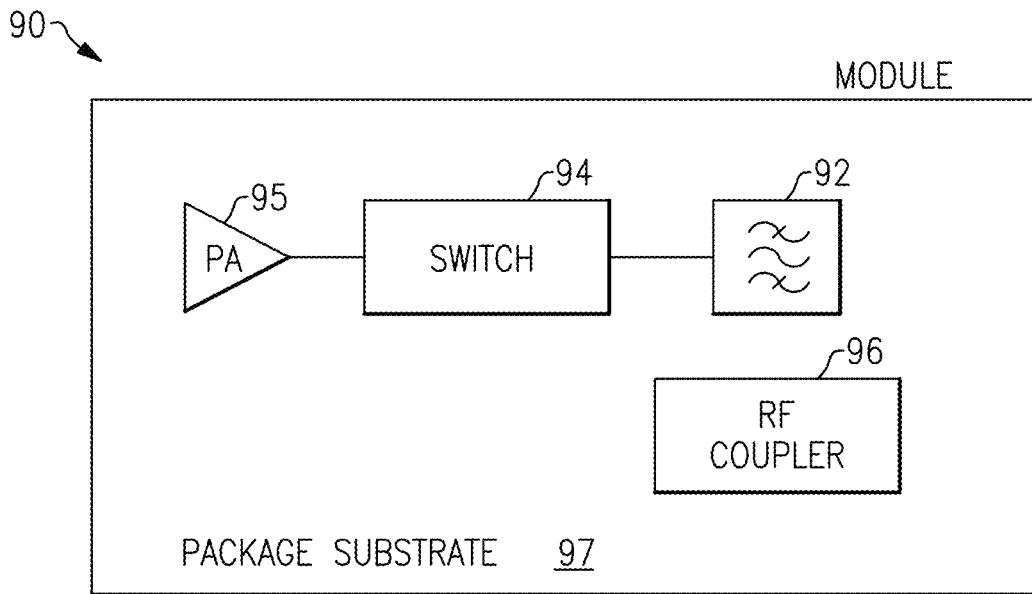 90
MODULE
95
94
92
PA
SWITCH
96
RF
COUPLER
PACKAGE SUBSTRATE 97